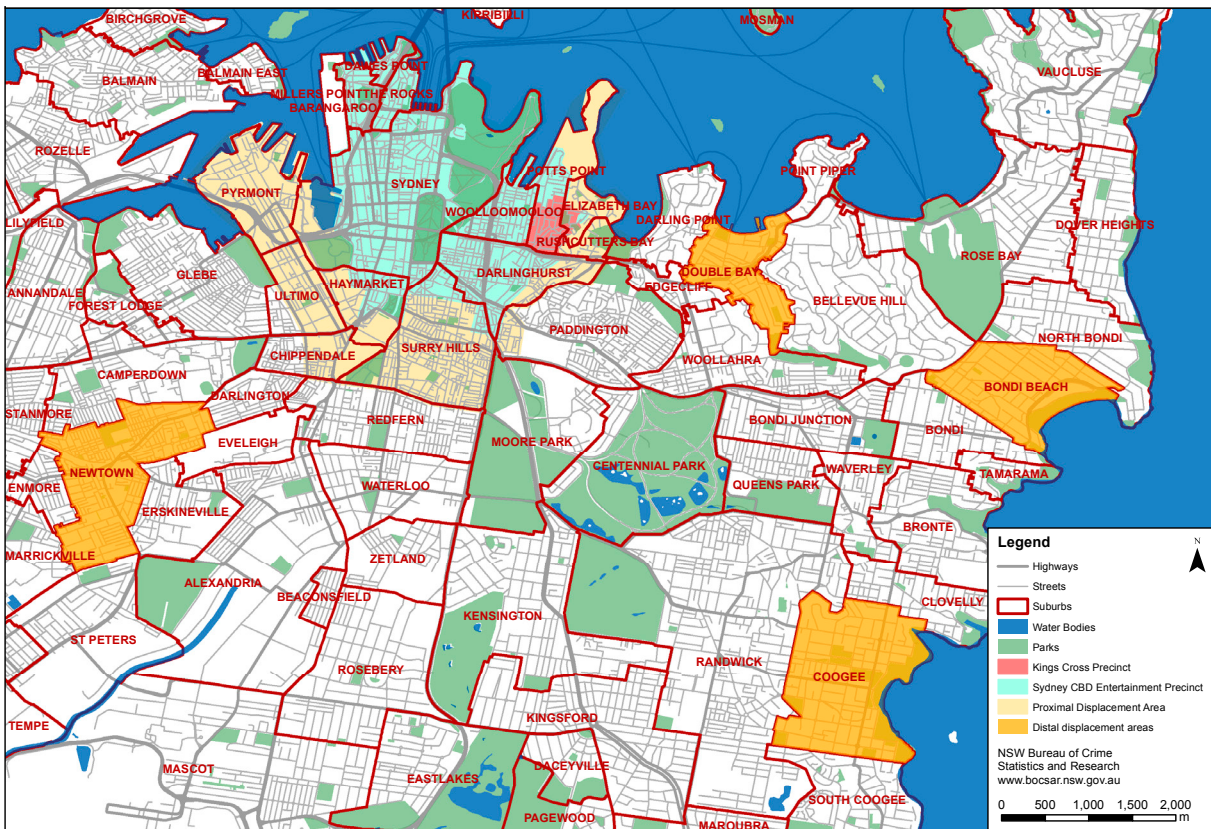 BIRCHGROVE
KIRRIBILLI
MOSMAN
BALMAIN
BALMAIN EAST
DAWES POINT
VAUCLUSE
MILLERS POINT
THE ROCKS
BARANGAROO
ROZELLE
PYRMONT
SYDNEY
POTTS POINT
POINT PIPER
WOOLLOOMOOLOO
ELIZABETH BAY
LILYFIELD
DARLING POINT
DOVER HEIGHTS
RUSHCUTTERS BAY
ROSE BAY
GLEBE
DARLINGHURST
DOUBLE BAY
ANNANDALE
HAYMARKET
EDGECLIFF
FOREST LODGE
ULTIMO
BELLEVUE HILL
PADDINGTON
NORTH BONDI
CHIPPENDALE
SURRY HILLS
WOOLLAHRA
CAMPERDOWN
BONDI BEACH
DARLINGTON
STANMORE
REDFERN
BONDI JUNCTION
BONDI
EVELEIGH
MOORE PARK
NEWTOWN
CENTENNIAL PARK
WAVERLEY
TAMARAMA
ENMORE
WATERLOO
QUEENS PARK
ERSKINEVILLE
BRONTE
MARRICKVILLE
ZETLAND
ALEXANDRIA
BEACONSFIELD
CLOVELLY
KENSINGTON
ST PETERS
RANDWICK
ROSEBERY
COOGEE
TEMPE
KINGSFORD
MASCOT
DACEYVILLE
EASTLAKES
SOUTH COOGEE
PAGEWOOD
MAROUBRA
Legend
N
Highways
Streets
Suburbs
Water Bodies
Parks
Kings Cross Precinct
Sydney CBD Entertainment Precinct
Proximal Displacement Area
Distal displacement areas
NSW Bureau of Crime
Statistics and Research
www.bocsar.nsw.gov.au
0 500 1,000 1,500 2,000
m